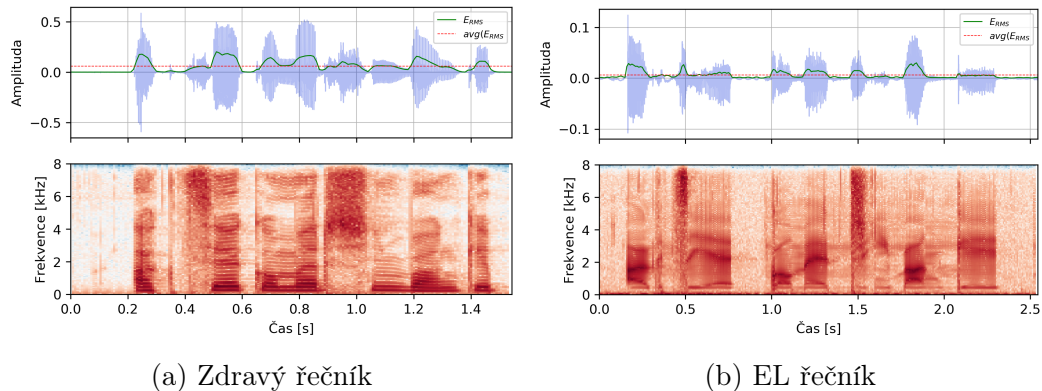 0.5
0.0
−0.5
Amplituda
E_RMS
avg(E_RMS
0.1
0.0
−0.1
Amplituda
E_RMS
avg(E_RMS
8
6
4
2
0
Frekvence [kHz]
0.0 0.2 0.4 0.6 0.8 1.0 1.2 1.4
Čas [s]
8
6
4
2
0
Frekvence [kHz]
0.0 0.5 1.0 1.5 2.0 2.5
Čas [s]
(a) Zdravý řečník
(b) EL řečník